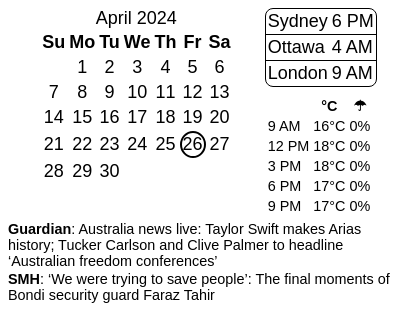 April 2024
Su Mo Tu We Th Fr Sa
1 2 3 4 5 6
7 8 9 10 11 12 13
14 15 16 17 18 19 20
21 22 23 24 25 26 27
28 29 30
Sydney 6 PM
Ottawa 4 AM
London 9 AM
°C ☂
9 AM 16°C 0%
12 PM 18°C 0%
3 PM 18°C 0%
6 PM 17°C 0%
9 PM 17°C 0%
Guardian: Australia news live: Taylor Swift makes Arias
history; Tucker Carlson and Clive Palmer to headline
‘Australian freedom conferences’
SMH: ‘We were trying to save people’: The final moments of
Bondi security guard Faraz Tahir